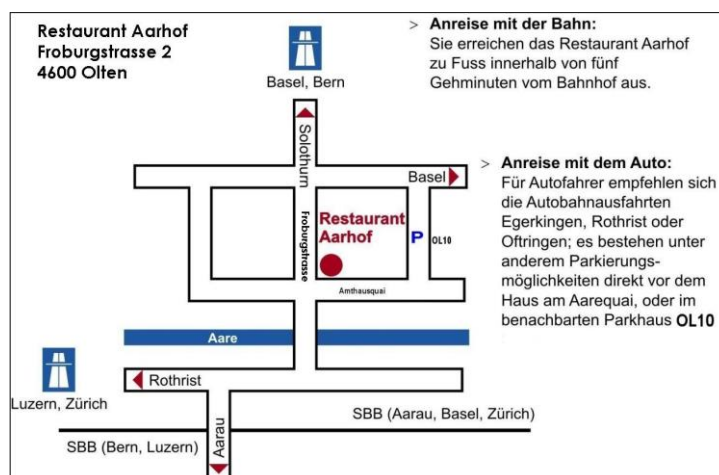 Restaurant Aarhof
Froburgstrasse 2
4600 Olten
Basel, Bern
> Anreise mit der Bahn:
Sie erreichen das Restaurant Aarhof
zu Fuss innerhalb von fünf
Gehminuten vom Bahnhof aus.
> Anreise mit dem Auto:
Für Autofahrer empfehlen sich
die Autobahnausfahrten
Egerkingen, Rothrist oder
Oftringen; es bestehen unter
anderem Parkierungs-
möglichkeiten direkt vor dem
Haus am Aarequai, oder im
benachbarten Parkhaus OL10
Solothurn
Basel
Froburgstrasse
Restaurant
Aarhof
P OL10
Amthausquai
Aare
Luzern, Zürich
Rothrist
Aarau
SBB (Aarau, Basel, Zürich)
SBB (Bern, Luzern)